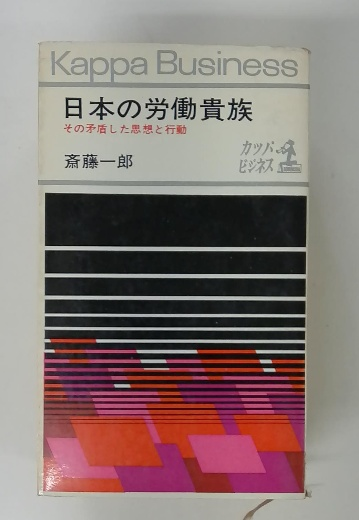 Kappa Business
日本の労働貴族
その矛盾した思想と行動
斎藤一郎
カッパ
ビジネス